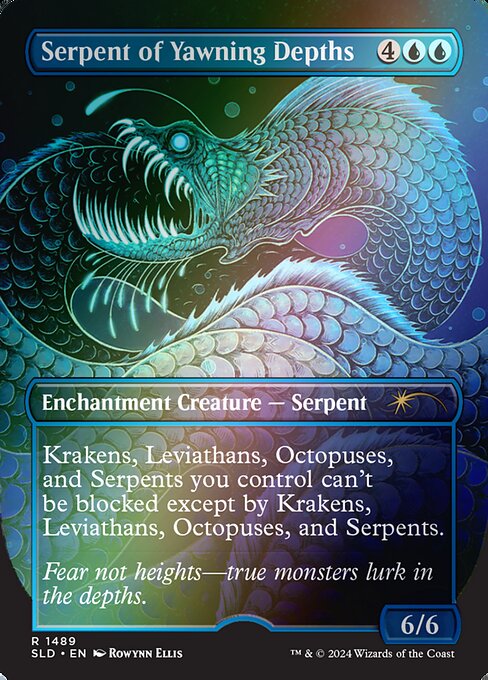 Serpent of Yawning Depths 4
Enchantment Creature — Serpent
Krakens, Leviathans, Octopuses,
and Serpents you control can't
be blocked except by Krakens,
Leviathans, Octopuses, and Serpents.
Fear not heights—true monsters lurk in
the depths.
6/6
R 1489
SLD • EN Rowynn Ellis
™ & © 2024 Wizards of the Coast